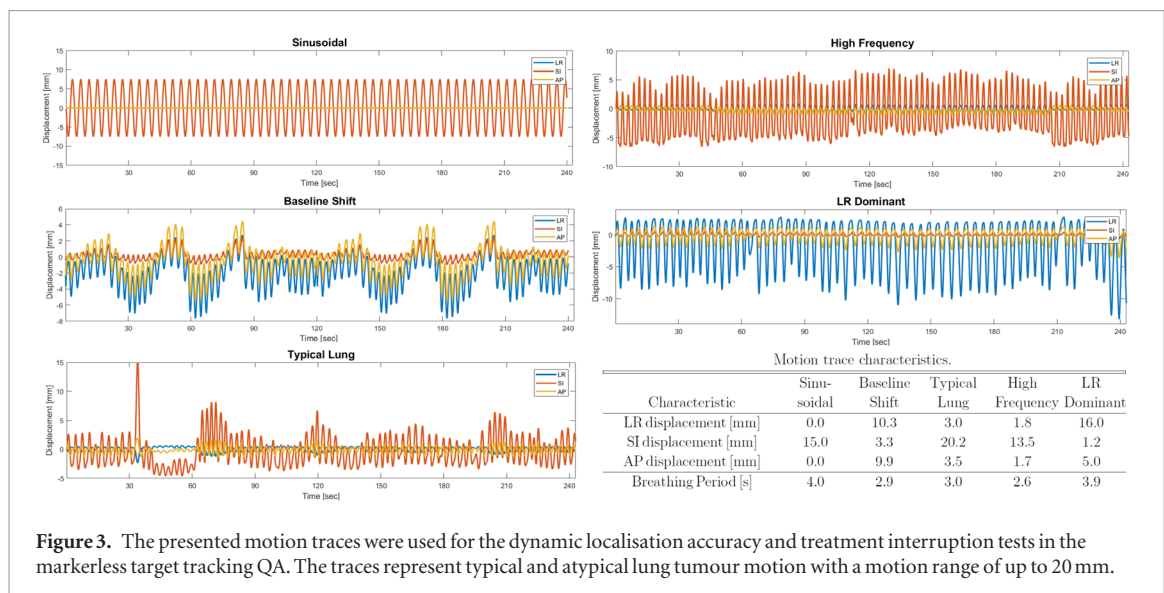 Sinusoidal
Displacement [mm]
15
10
5
0
-5
-10
-15
LR
SI
AP
30 60 90 120 150 180 210 240
Time [sec]
High Frequency
Displacement [mm]
10
5
0
-5
-10
LR
SI
AP
30 60 90 120 150 180 210 240
Time [sec]
Baseline Shift
Displacement [mm]
6
4
2
0
-2
-4
-6
-8
LR
SI
AP
30 60 90 120 150 180 210 240
Time [sec]
LR Dominant
Displacement [mm]
0
-5
-10
LR
SI
AP
30 60 90 120 150 180 210 240
Time [sec]
Typical Lung
Displacement [mm]
15
10
5
0
-5
LR
SI
AP
30 60 90 120 150 180 210 240
Time [sec]
Motion trace characteristics.
Sinu- Baseline Typical High LR
Characteristic soidal Shift Lung Frequency Dominant
LR displacement [mm] 0.0 10.3 3.0 1.8 16.0
SI displacement [mm] 15.0 3.3 20.2 13.5 1.2
AP displacement [mm] 0.0 9.9 3.5 1.7 5.0
Breathing Period [s] 4.0 2.9 3.0 2.6 3.9
Figure 3. The presented motion traces were used for the dynamic localisation accuracy and treatment interruption tests in the
markerless target tracking QA. The traces represent typical and atypical lung tumour motion with a motion range of up to 20 mm.